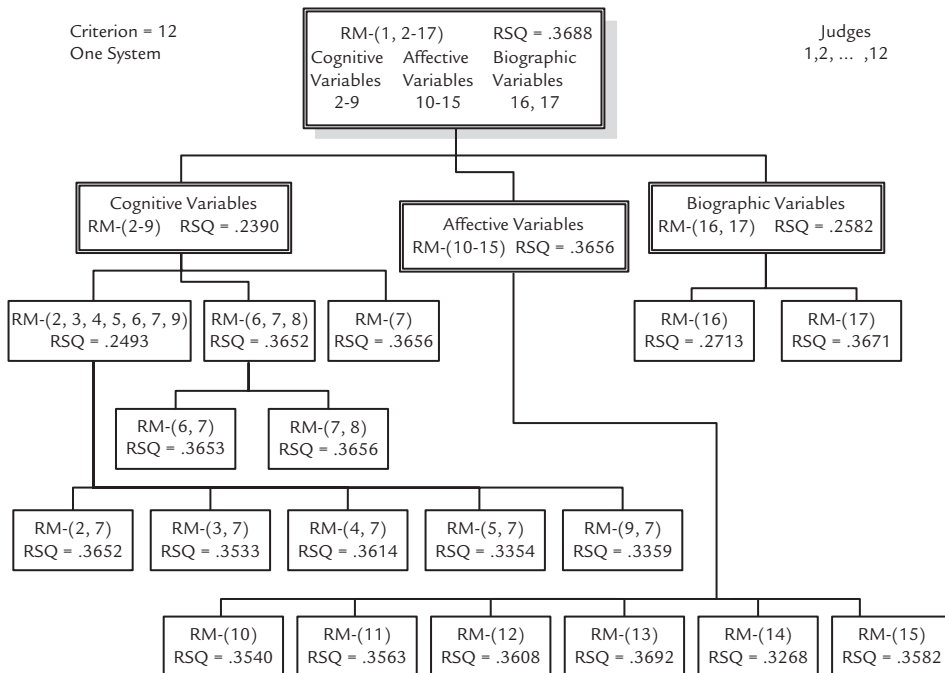 Criterion = 12
One System
RM-(1, 2-17) RSQ = .3688
Cognitive Affective Biographic
Variables Variables Variables
2-9 10-15 16, 17
Judges
1,2, ... ,12
Cognitive Variables
RM-(2-9) RSQ = .2390
Affective Variables
RM-(10-15) RSQ = .3656
Biographic Variables
RM-(16, 17) RSQ = .2582
RM-(2, 3, 4, 5, 6, 7, 9)
RSQ = .2493
RM-(6, 7, 8)
RSQ = .3652
RM-(7)
RSQ = .3656
RM-(16)
RSQ = .2713
RM-(17)
RSQ = .3671
RM-(6, 7)
RSQ = .3653
RM-(7, 8)
RSQ = .3656
RM-(2, 7)
RSQ = .3652
RM-(3, 7)
RSQ = .3533
RM-(4, 7)
RSQ = .3614
RM-(5, 7)
RSQ = .3354
RM-(9, 7)
RSQ = .3359
RM-(10)
RSQ = .3540
RM-(11)
RSQ = .3563
RM-(12)
RSQ = .3608
RM-(13)
RSQ = .3692
RM-(14)
RSQ = .3268
RM-(15)
RSQ = .3582